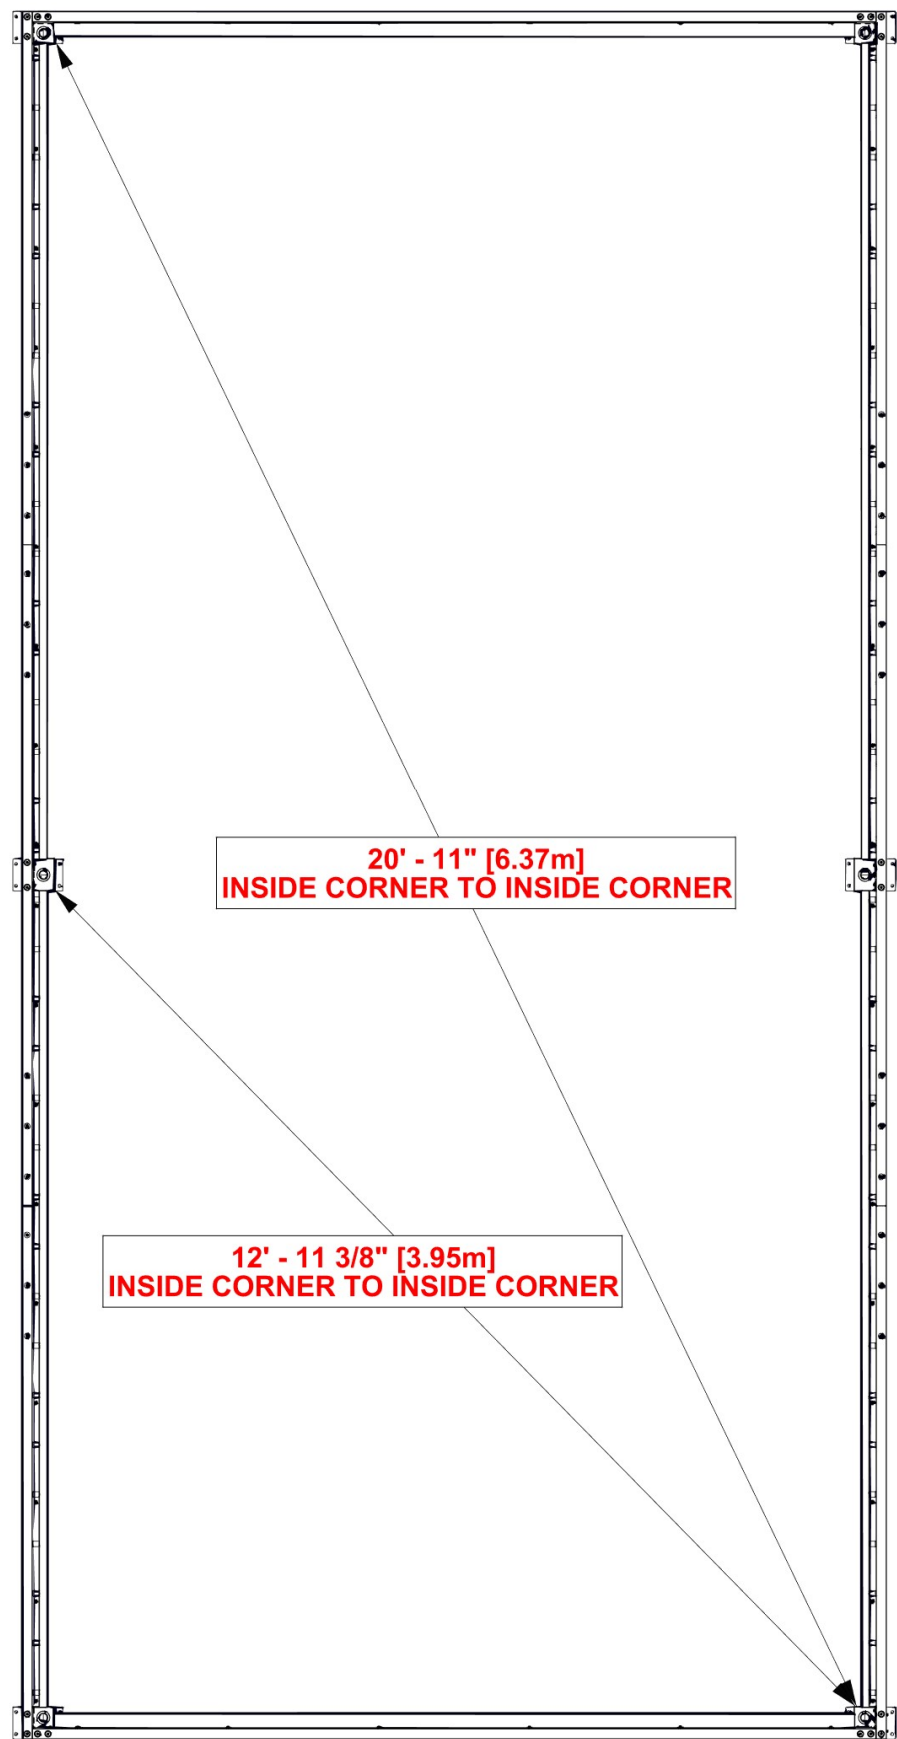 20' - 11" [6.37m]
INSIDE CORNER TO INSIDE CORNER
12' - 11 3/8" [3.95m]
INSIDE CORNER TO INSIDE CORNER